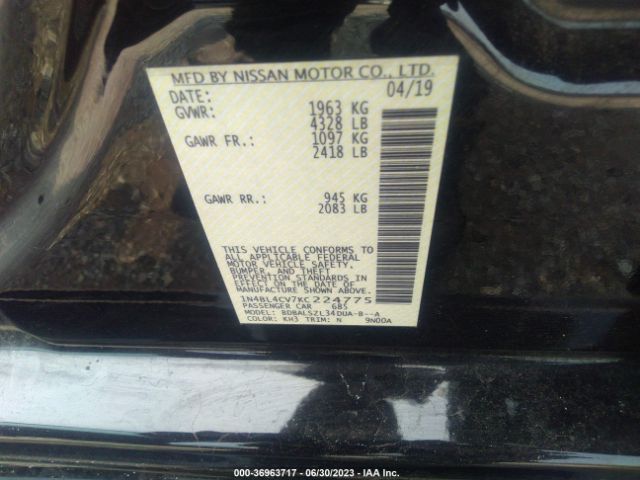 MFD BY NISSAN MOTOR CO., LTD.
DATE: 04/19
GVWR: 1963 KG
4328 LB
GAWR FR.: 1097 KG
2418 LB
GAWR RR.: 945 KG
2083 LB
THIS VEHICLE CONFORMS TO
ALL APPLICABLE FEDERAL
MOTOR VEHICLE SAFETY,
BUMPER, AND THEFT
PREVENTION STANDARDS
IN EFFECT ON THE DATE OF
MANUFACTURE SHOWN ABOVE.
1N4BL4CV7KC224775
PASSENGER CAR G85
MODEL: BDBALSZL34DUA-B--A
COLOR: KH3 TRIM: N 9N00A
000-36963717 - 06/30/2023 - IAA Inc.